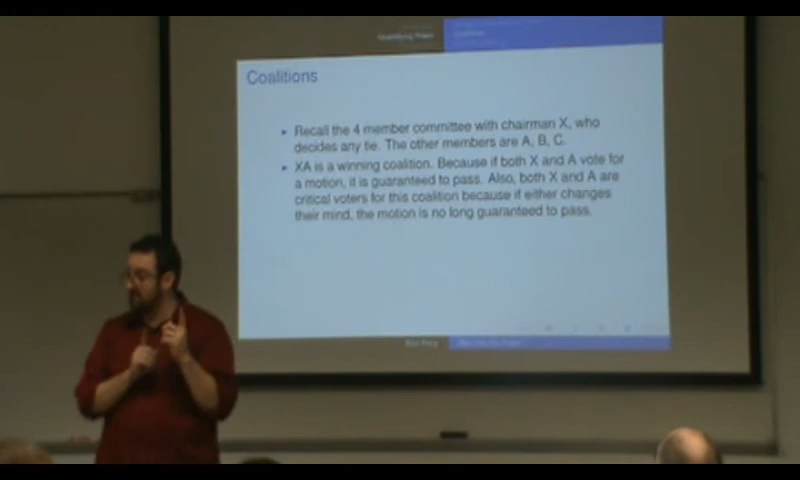 Quantifying Power
Coalitions
Recall the 4 member committee with chairman X, who
decides any tie. The other members are A, B, C.
XA is a winning coalition. Because if both X and A vote for
a motion, it is guaranteed to pass. Also, both X and A are
critical voters for this coalition because if either changes
their mind, the motion is no long guaranteed to pass.